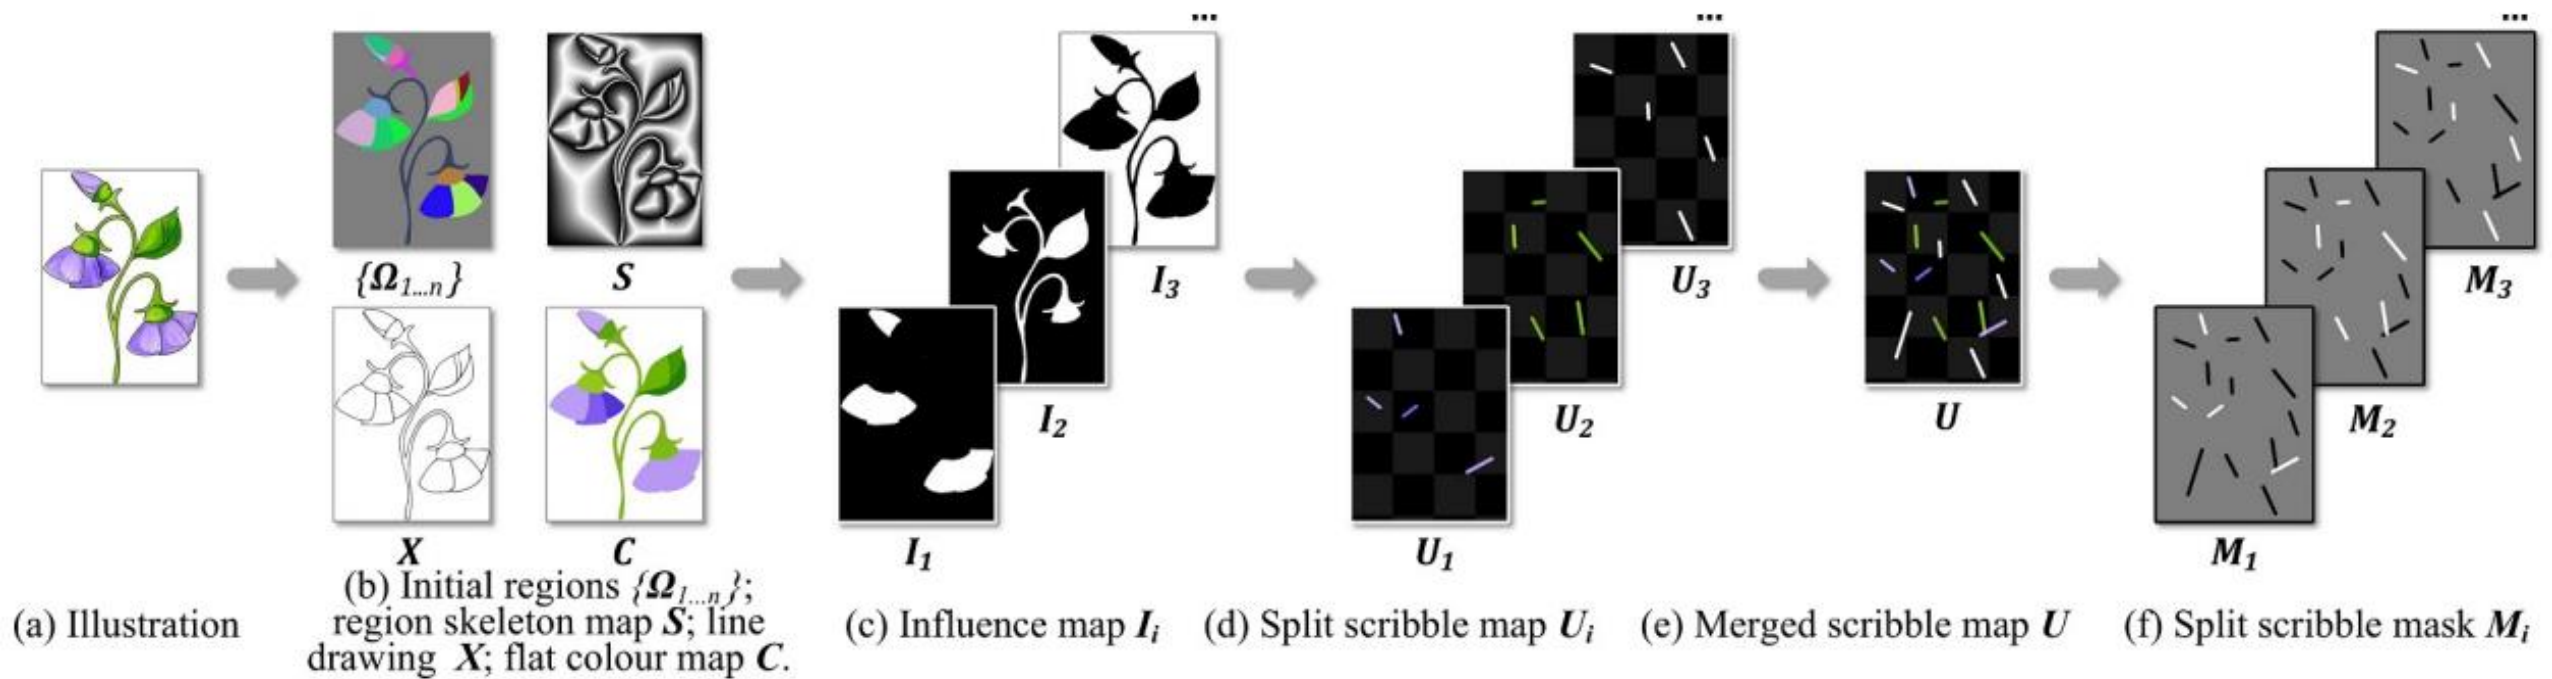 ...
...
...
{Ω1...n}
S
I3
U3
M3
I2
U2
U
M2
X
C
I1
U1
M1
(a) Illustration
(b) Initial regions {Ω1...n};
region skeleton map S; line
drawing X; flat colour map C.
(c) Influence map Ii
(d) Split scribble map Ui
(e) Merged scribble map U
(f) Split scribble mask Mi